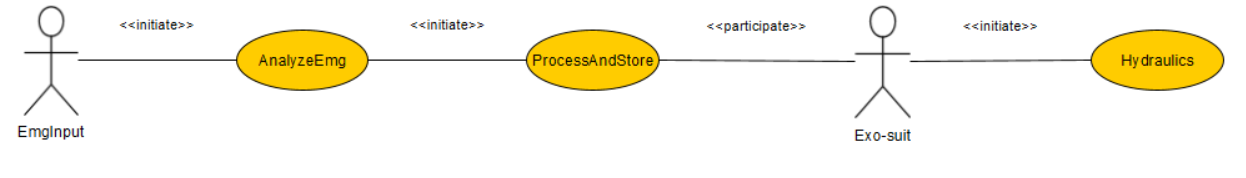 <<initiate>>
<<initiate>>
<<participate>>
<<initiate>>
AnalyzeEmg
ProcessAndStore
Hydraulics
EmgInput
Exo-suit